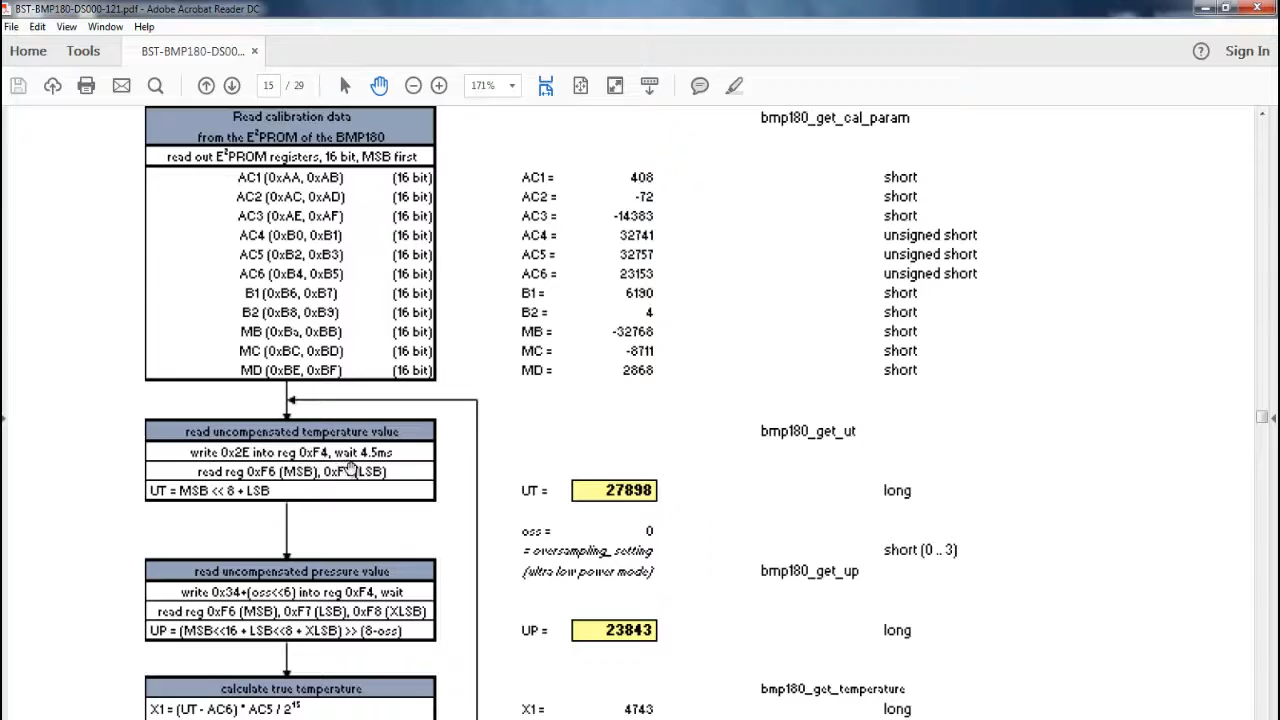 BST-BMP180-DS000-121.pdf - Adobe Acrobat Reader DC
File Edit View Window Help
Home Tools BST-BMP180-DS00... × ? Sign In
15 / 29 171%
Read calibration data
from the E²PROM of the BMP180
bmp180_get_cal_param
read out E²PROM registers, 16 bit, MSB first
AC1 (0xAA, 0xAB) (16 bit) AC1 = 408 short
AC2 (0xAC, 0xAD) (16 bit) AC2 = -72 short
AC3 (0xAE, 0xAF) (16 bit) AC3 = -14383 short
AC4 (0xB0, 0xB1) (16 bit) AC4 = 32741 unsigned short
AC5 (0xB2, 0xB3) (16 bit) AC5 = 32757 unsigned short
AC6 (0xB4, 0xB5) (16 bit) AC6 = 23153 unsigned short
B1 (0xB6, 0xB7) (16 bit) B1 = 6190 short
B2 (0xB8, 0xB9) (16 bit) B2 = 4 short
MB (0xBa, 0xBB) (16 bit) MB = -32768 short
MC (0xBC, 0xBD) (16 bit) MC = -8711 short
MD (0xBE, 0xBF) (16 bit) MD = 2868 short
read uncompensated temperature value bmp180_get_ut
write 0x2E into reg 0xF4, wait 4.5ms
read reg 0xF6 (MSB), (LSB)
UT = MSB << 8 + LSB UT = 27898 long
oss = 0
= oversampling_setting short (0 .. 3)
read uncompensated pressure value (ultra low power mode) bmp180_get_up
write 0x34+(oss<<6) into reg 0xF4, wait
read reg 0xF6 (MSB), 0xF7 (LSB), 0xF8 (XLSB)
UP = (MSB<<16 + LSB<<8 + XLSB) >> (8-oss) UP = 23843 long
calculate true temperature bmp180_get_temperature
X1 = (UT - AC6) * AC5 / 2¹⁵ X1 = 4743 long